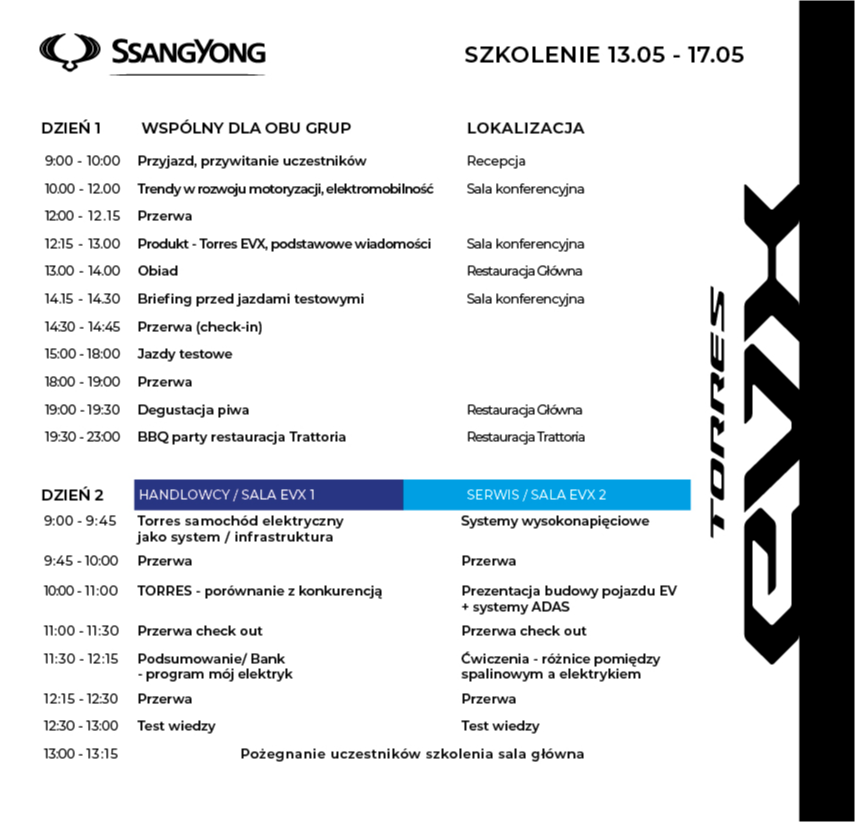 SSANGYONG
SZKOLENIE 13.05 - 17.05
DZIEŃ 1 WSPÓLNY DLA OBU GRUP LOKALIZACJA
9:00 - 10:00 Przyjazd, przywitanie uczestników Recepcja
10.00 - 12.00 Trendy w rozwoju motoryzacji, elektromobilność Sala konferencyjna
12:00 - 12.15 Przerwa
12:15 - 13.00 Produkt - Torres EVX, podstawowe wiadomości Sala konferencyjna
13.00 - 14.00 Obiad Restauracja Główna
14.15 - 14.30 Briefing przed jazdami testowymi Sala konferencyjna
14:30 - 14:45 Przerwa (check-in)
15:00 - 18:00 Jazdy testowe
18:00 - 19:00 Przerwa
19:00 - 19:30 Degustacja piwa Restauracja Główna
19:30 - 23:00 BBQ party restauracja Trattoria Restauracja Trattoria
DZIEŃ 2 HANDLOWCY / SALA EVX 1 SERWIS / SALA EVX 2
9:00 - 9:45 Torres samochód elektryczny Systemy wysokonapięciowe
jako system / infrastruktura
9:45 - 10:00 Przerwa Przerwa
10:00 - 11:00 TORRES - porównanie z konkurencją Prezentacja budowy pojazdu EV
+ systemy ADAS
11:00 - 11:30 Przerwa check out Przerwa check out
11:30 - 12:15 Podsumowanie/ Bank Ćwiczenia - różnice pomiędzy
- program mój elektryk spalinowym a elektrykiem
12:15 - 12:30 Przerwa Przerwa
12:30 - 13:00 Test wiedzy Test wiedzy
13:00 - 13:15 Pożegnanie uczestników szkolenia sala główna
TORRES
evx